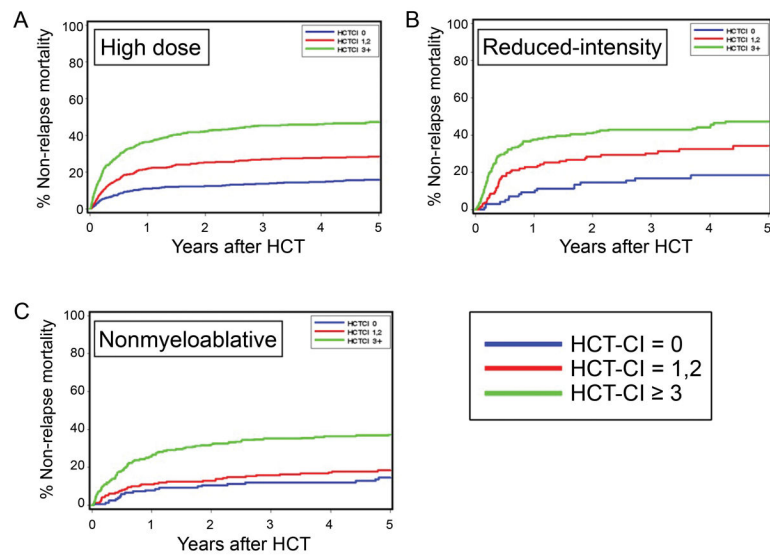 A
High dose
HCTCI 0
HCTCI 1,2
HCTCI 3+
% Non-relapse mortality
100
80
60
40
20
0
0 1 2 3 4 5
Years after HCT
B
Reduced-intensity
HCTCI 0
HCTCI 1,2
HCTCI 3+
% Non-relapse mortality
100
80
60
40
20
0
0 1 2 3 4 5
Years after HCT
C
Nonmyeloablative
HCTCI 0
HCTCI 1,2
HCTCI 3+
% Non-relapse mortality
100
80
60
40
20
0
0 1 2 3 4 5
Years after HCT
HCT-CI = 0
HCT-CI = 1,2
HCT-CI ≥ 3